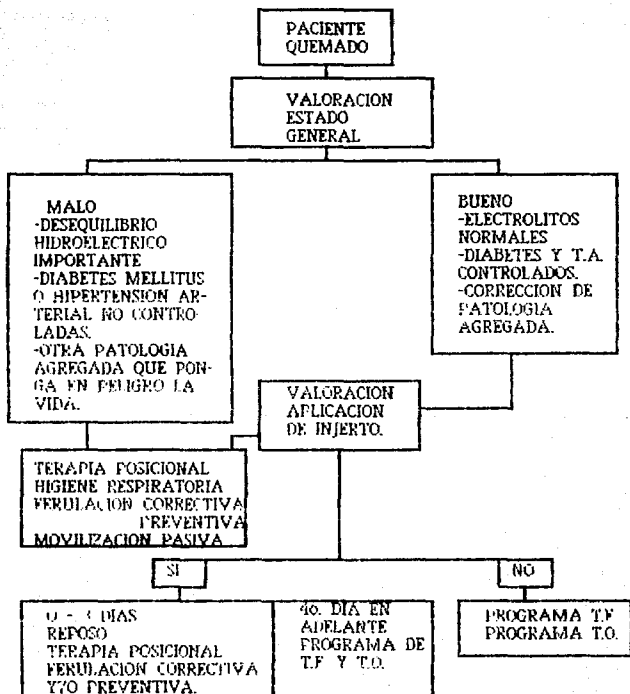 PACIENTE
QUEMADO
VALORACION
ESTADO
GENERAL
MALO
-DESEQUILIBRIO
HIDROELECTRICO
IMPORTANTE
-DIABETES MELLITUS
O HIPERTENSION AR-
TERIAL NO CONTRO-
LADAS.
-OTRA PATOLOGIA
AGREGADA QUE PON-
GA EN PELIGRO LA
VIDA.
BUENO
-ELECTROLITOS
NORMALES
-DIABETES Y T.A.
CONTROLADOS.
-CORRECCION DE
PATOLOGIA
AGREGADA.
VALORACION
APLICACION
DE INJERTO.
TERAPIA POSICIONAL
HIGIENE RESPIRATORIA
FERULACION CORRECTIVA
PREVENTIVA
MOVILIZACION PASIVA
SI
NO
0 - 3 DIAS
REPOSO
TERAPIA POSICIONAL
FERULACION CORRECTIVA
Y/O PREVENTIVA.
4o. DIA EN
ADELANTE
PROGRAMA DE
T.F Y T.O.
PROGRAMA T.F
PROGRAMA T.O.